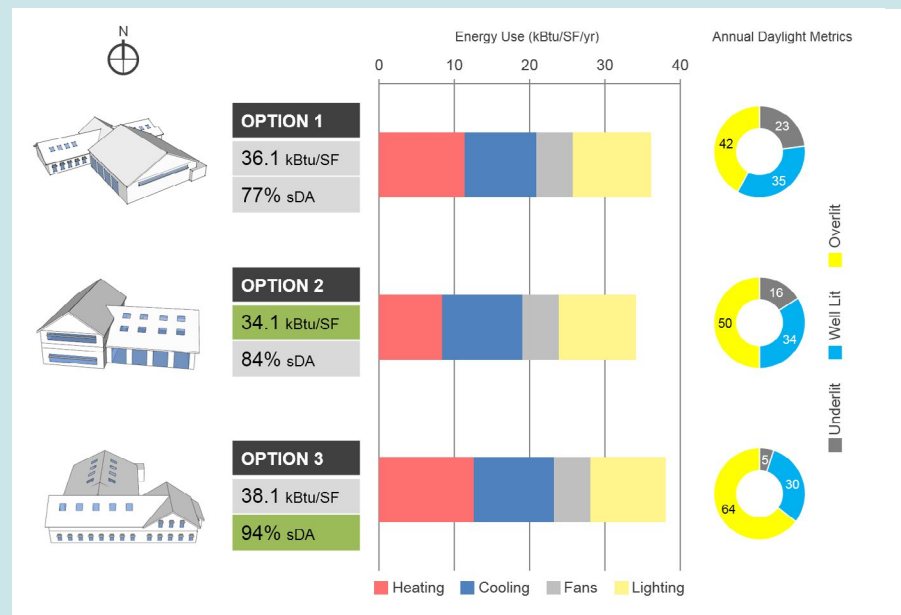 N
Energy Use (kBtu/SF/yr)
Annual Daylight Metrics
0 10 20 30 40
OPTION 1
36.1 kBtu/SF
77% sDA
42 23 35
OPTION 2
34.1 kBtu/SF
84% sDA
50 16 34
OPTION 3
38.1 kBtu/SF
94% sDA
64 5 30
Overlit
Well Lit
Underlit
Heating Cooling Fans Lighting